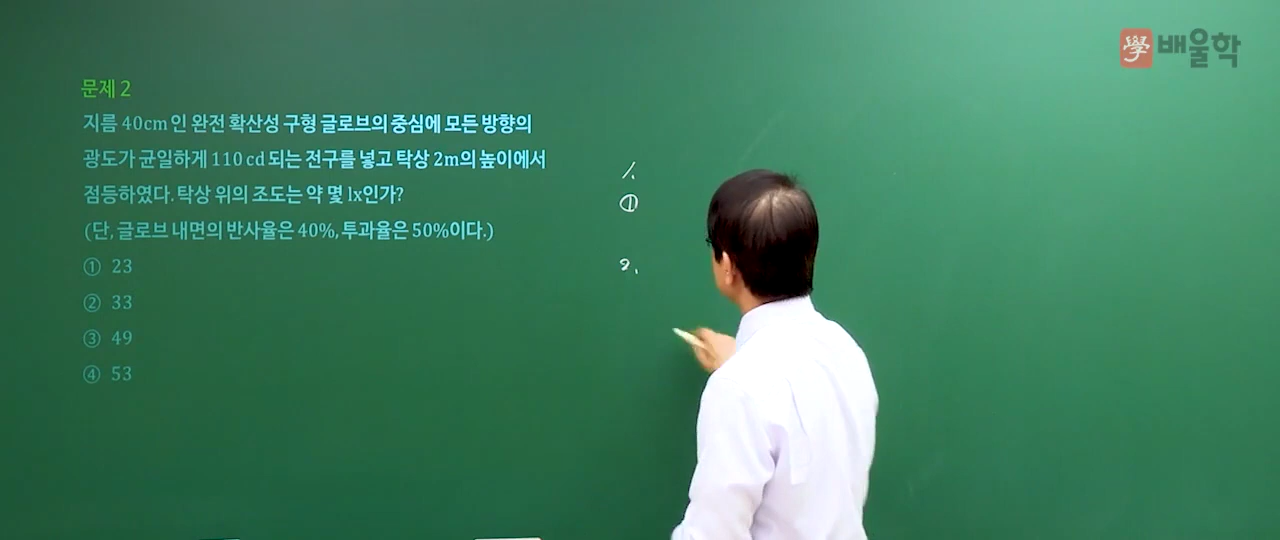 學 배울학
문제 2
지름 40cm인 완전 확산성 구형 글로브의 중심에 모든 방향의
광도가 균일하게 110 cd 되는 전구를 넣고 탁상 2m의 높이에서
점등하였다. 탁상 위의 조도는 약 몇 lx인가?
(단, 글로브 내면의 반사율은 40%, 투과율은 50%이다.)
① 23
② 33
③ 49
④ 53
1.
①
2.